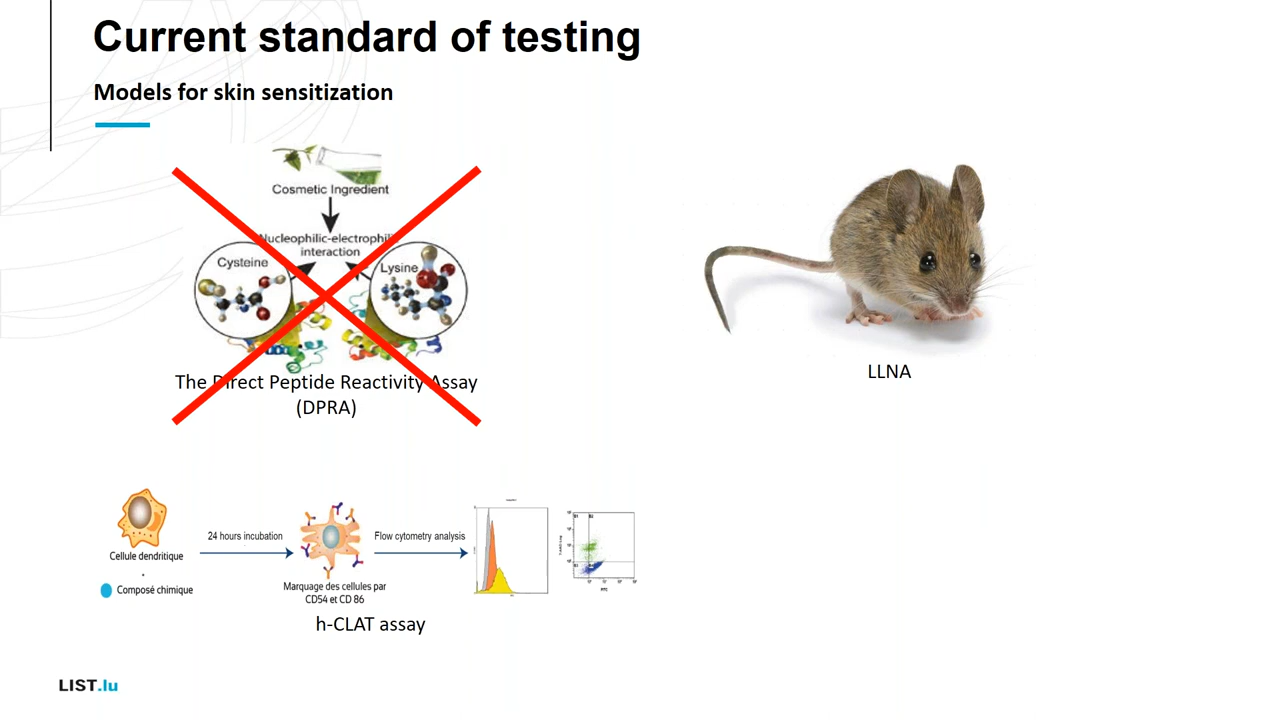 Current standard of testing
Models for skin sensitization
Cosmetic Ingredient
Nucleophilic-electrophilic
interaction
Cysteine
Lysine
The Direct Peptide Reactivity Assay
(DPRA)
LLNA
Cellule dendritique
Composé chimique
24 hours incubation
Marquage des cellules par
CD54 et CD 86
Flow cytometry analysis
h-CLAT assay
LIST.lu